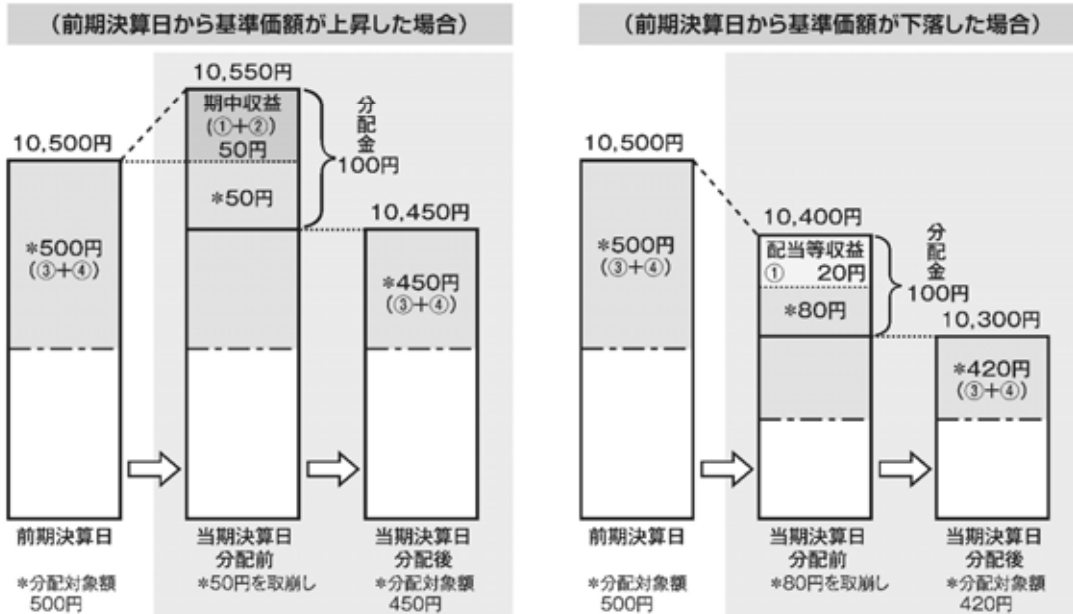 (前期決算日から基準価額が上昇した場合)
10,550円
期中収益
(①+②)
50円
分配金
100円
10,500円
*50円
10,450円
*500円
(③+④)
*450円
(③+④)
前期決算日
当期決算日
分配前
当期決算日
分配後
*分配対象額
500円
*50円を取崩し
*分配対象額
450円
(前期決算日から基準価額が下落した場合)
10,500円
10,400円
配当等収益
① 20円
分配金
100円
*500円
(③+④)
*80円
10,300円
*420円
(③+④)
前期決算日
当期決算日
分配前
当期決算日
分配後
*分配対象額
500円
*80円を取崩し
*分配対象額
420円